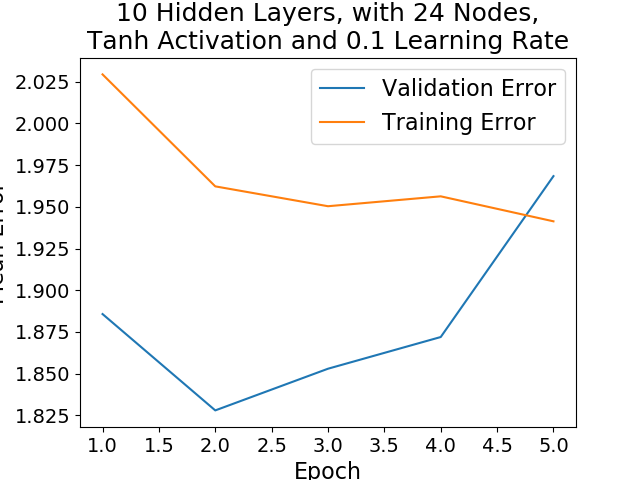 10 Hidden Layers, with 24 Nodes,
Tanh Activation and 0.1 Learning Rate
Validation Error
Training Error
2.025
2.000
1.975
1.950
1.925
1.900
1.875
1.850
1.825
1.0 1.5 2.0 2.5 3.0 3.5 4.0 4.5 5.0
Epoch